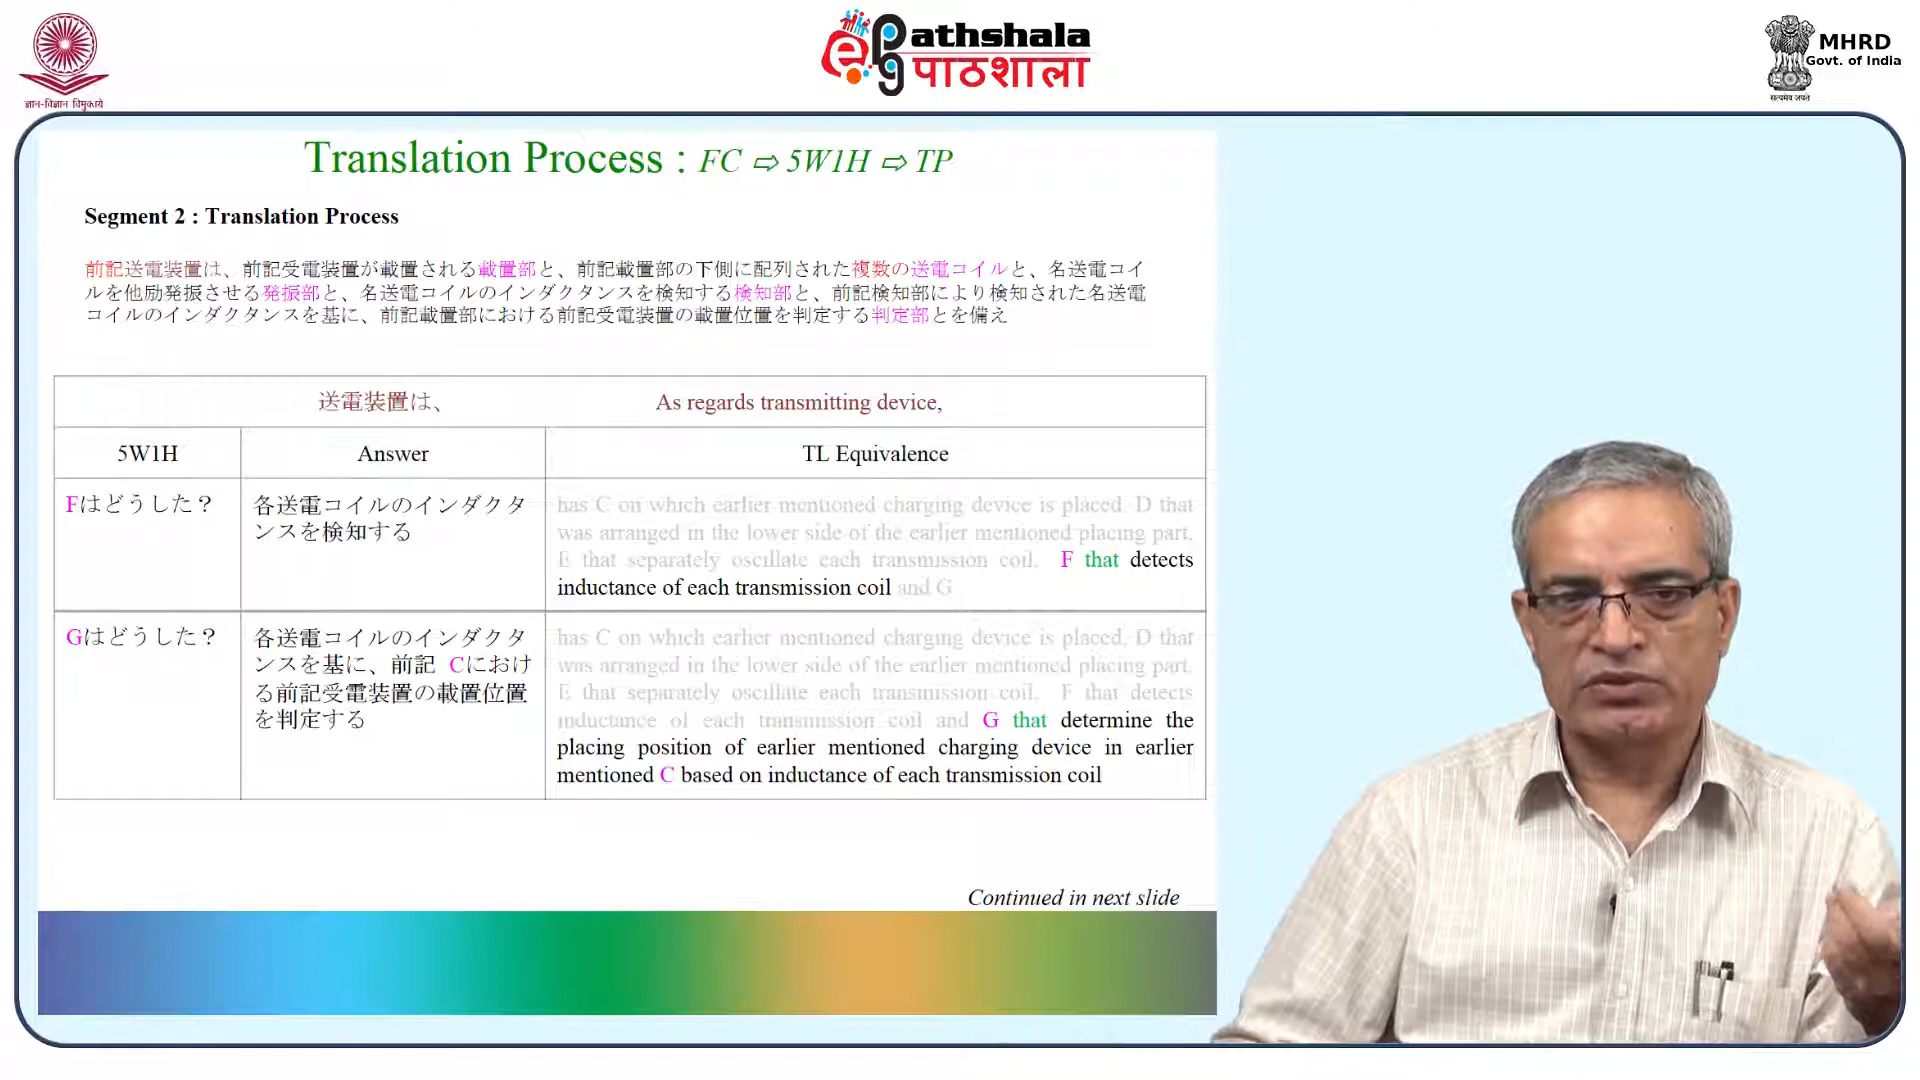 ज्ञान-विज्ञान विमुक्तये
ePathshala
पाठशाला
MHRD
Govt. of India
सत्यमेव जयते
Translation Process : FC ⇨ 5W1H ⇨ TP
Segment 2 : Translation Process
前記送電装置は、前記受電装置が載置される載置部と、前記載置部の下側に配列された複数の送電コイルと、名送電コイ
ルを他励発振させる発振部と、名送電コイルのインダクタンスを検知する検知部と、前記検知部により検知された名送電
コイルのインダクタンスを基に、前記載置部における前記受電装置の載置位置を判定する判定部とを備え
送電装置は、 As regards transmitting device,
5W1H Answer TL Equivalence
Fはどうした？
各送電コイルのインダクタ
ンスを検知する
has C on which earlier mentioned charging device is placed. D that
was arranged in the lower side of the earlier mentioned placing part.
E that separately oscillate each transmission coil. F that detects
inductance of each transmission coil and G
Gはどうした？
各送電コイルのインダクタ
ンスを基に、前記 Cにおけ
る前記受電装置の載置位置
を判定する
has C on which earlier mentioned charging device is placed, D that
was arranged in the lower side of the earlier mentioned placing part.
E that separately oscillate each transmission coil. F that detects
inductance of each transmission coil and G that determine the
placing position of earlier mentioned charging device in earlier
mentioned C based on inductance of each transmission coil
Continued in next slide